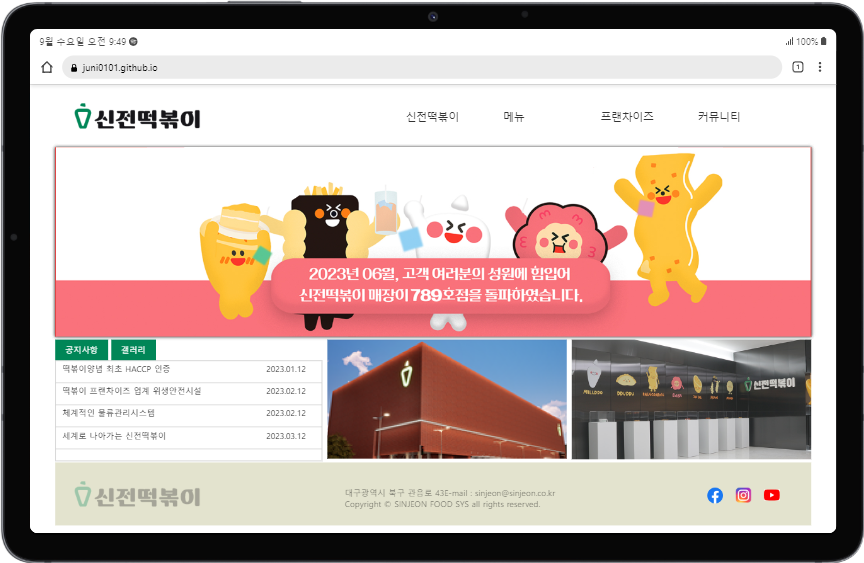 9월 수요일 오전 9:49
100%
juni0101.github.io
1
신전떡볶이
신전떡볶이 메뉴 프랜차이즈 커뮤니티
2023년 06월, 고객 여러분의 성원에 힘입어
신전떡볶이 매장이 789호점을 돌파하였습니다.
공지사항 갤러리
떡볶이양념 최초 HACCP 인증 2023.01.12
떡볶이 프랜차이즈 업계 위생안전시설 2023.02.12
체계적인 물류관리시스템 2023.02.12
세계로 나아가는 신전떡볶이 2023.03.12
신전떡볶이
신전떡볶이
대구광역시 북구 관음로 43E-mail : sinjeon@sinjeon.co.kr
Copyright © SINJEON FOOD SYS all rights reserved.